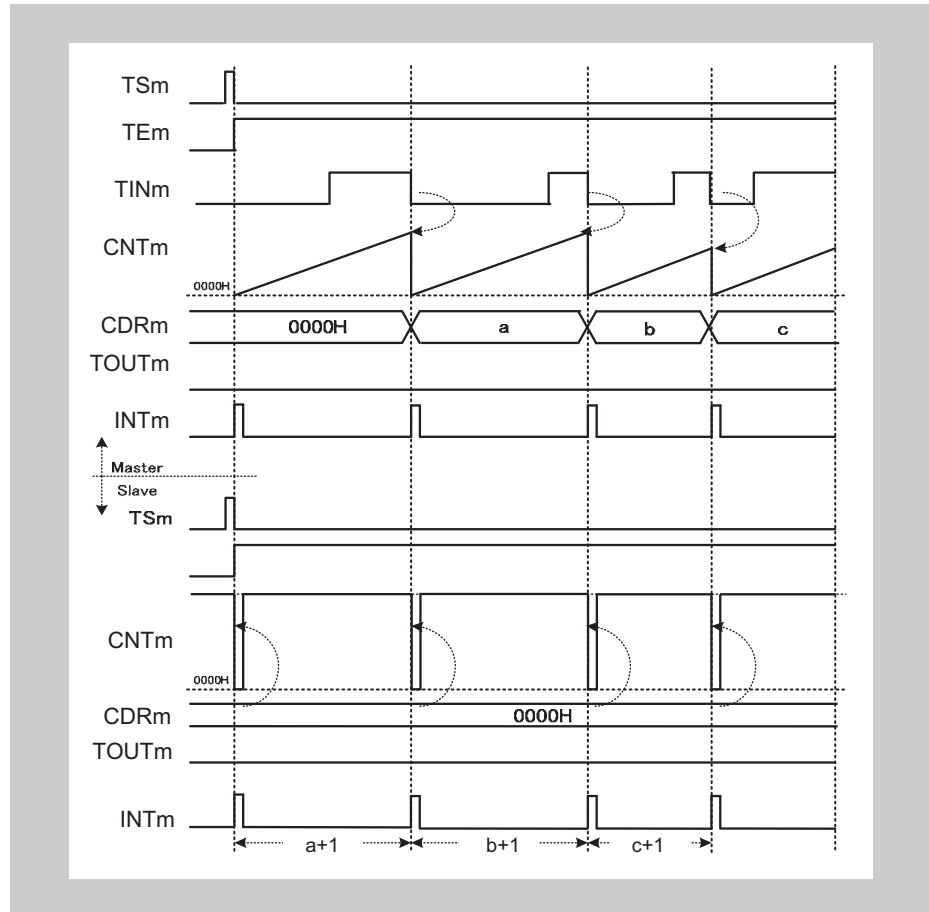 TSm
TEm
TINm
CNTm
0000H
CDRm 0000H a b c
TOUTm
INTm
Master
Slave
TSm
CNTm
0000H
CDRm 0000H
TOUTm
INTm
a+1 b+1 c+1